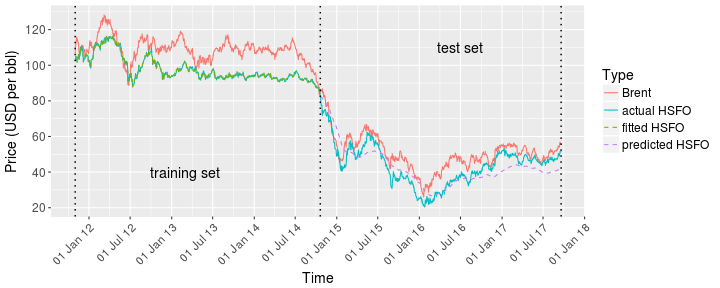 Price (USD per bbl)
120
100
80
60
40
20
training set
test set
01 Jan 12
01 Jul 12
01 Jan 13
01 Jul 13
01 Jan 14
01 Jul 14
01 Jan 15
01 Jul 15
01 Jan 16
01 Jul 16
01 Jan 17
01 Jul 17
01 Jan 18
Time
Type
Brent
actual HSFO
fitted HSFO
predicted HSFO